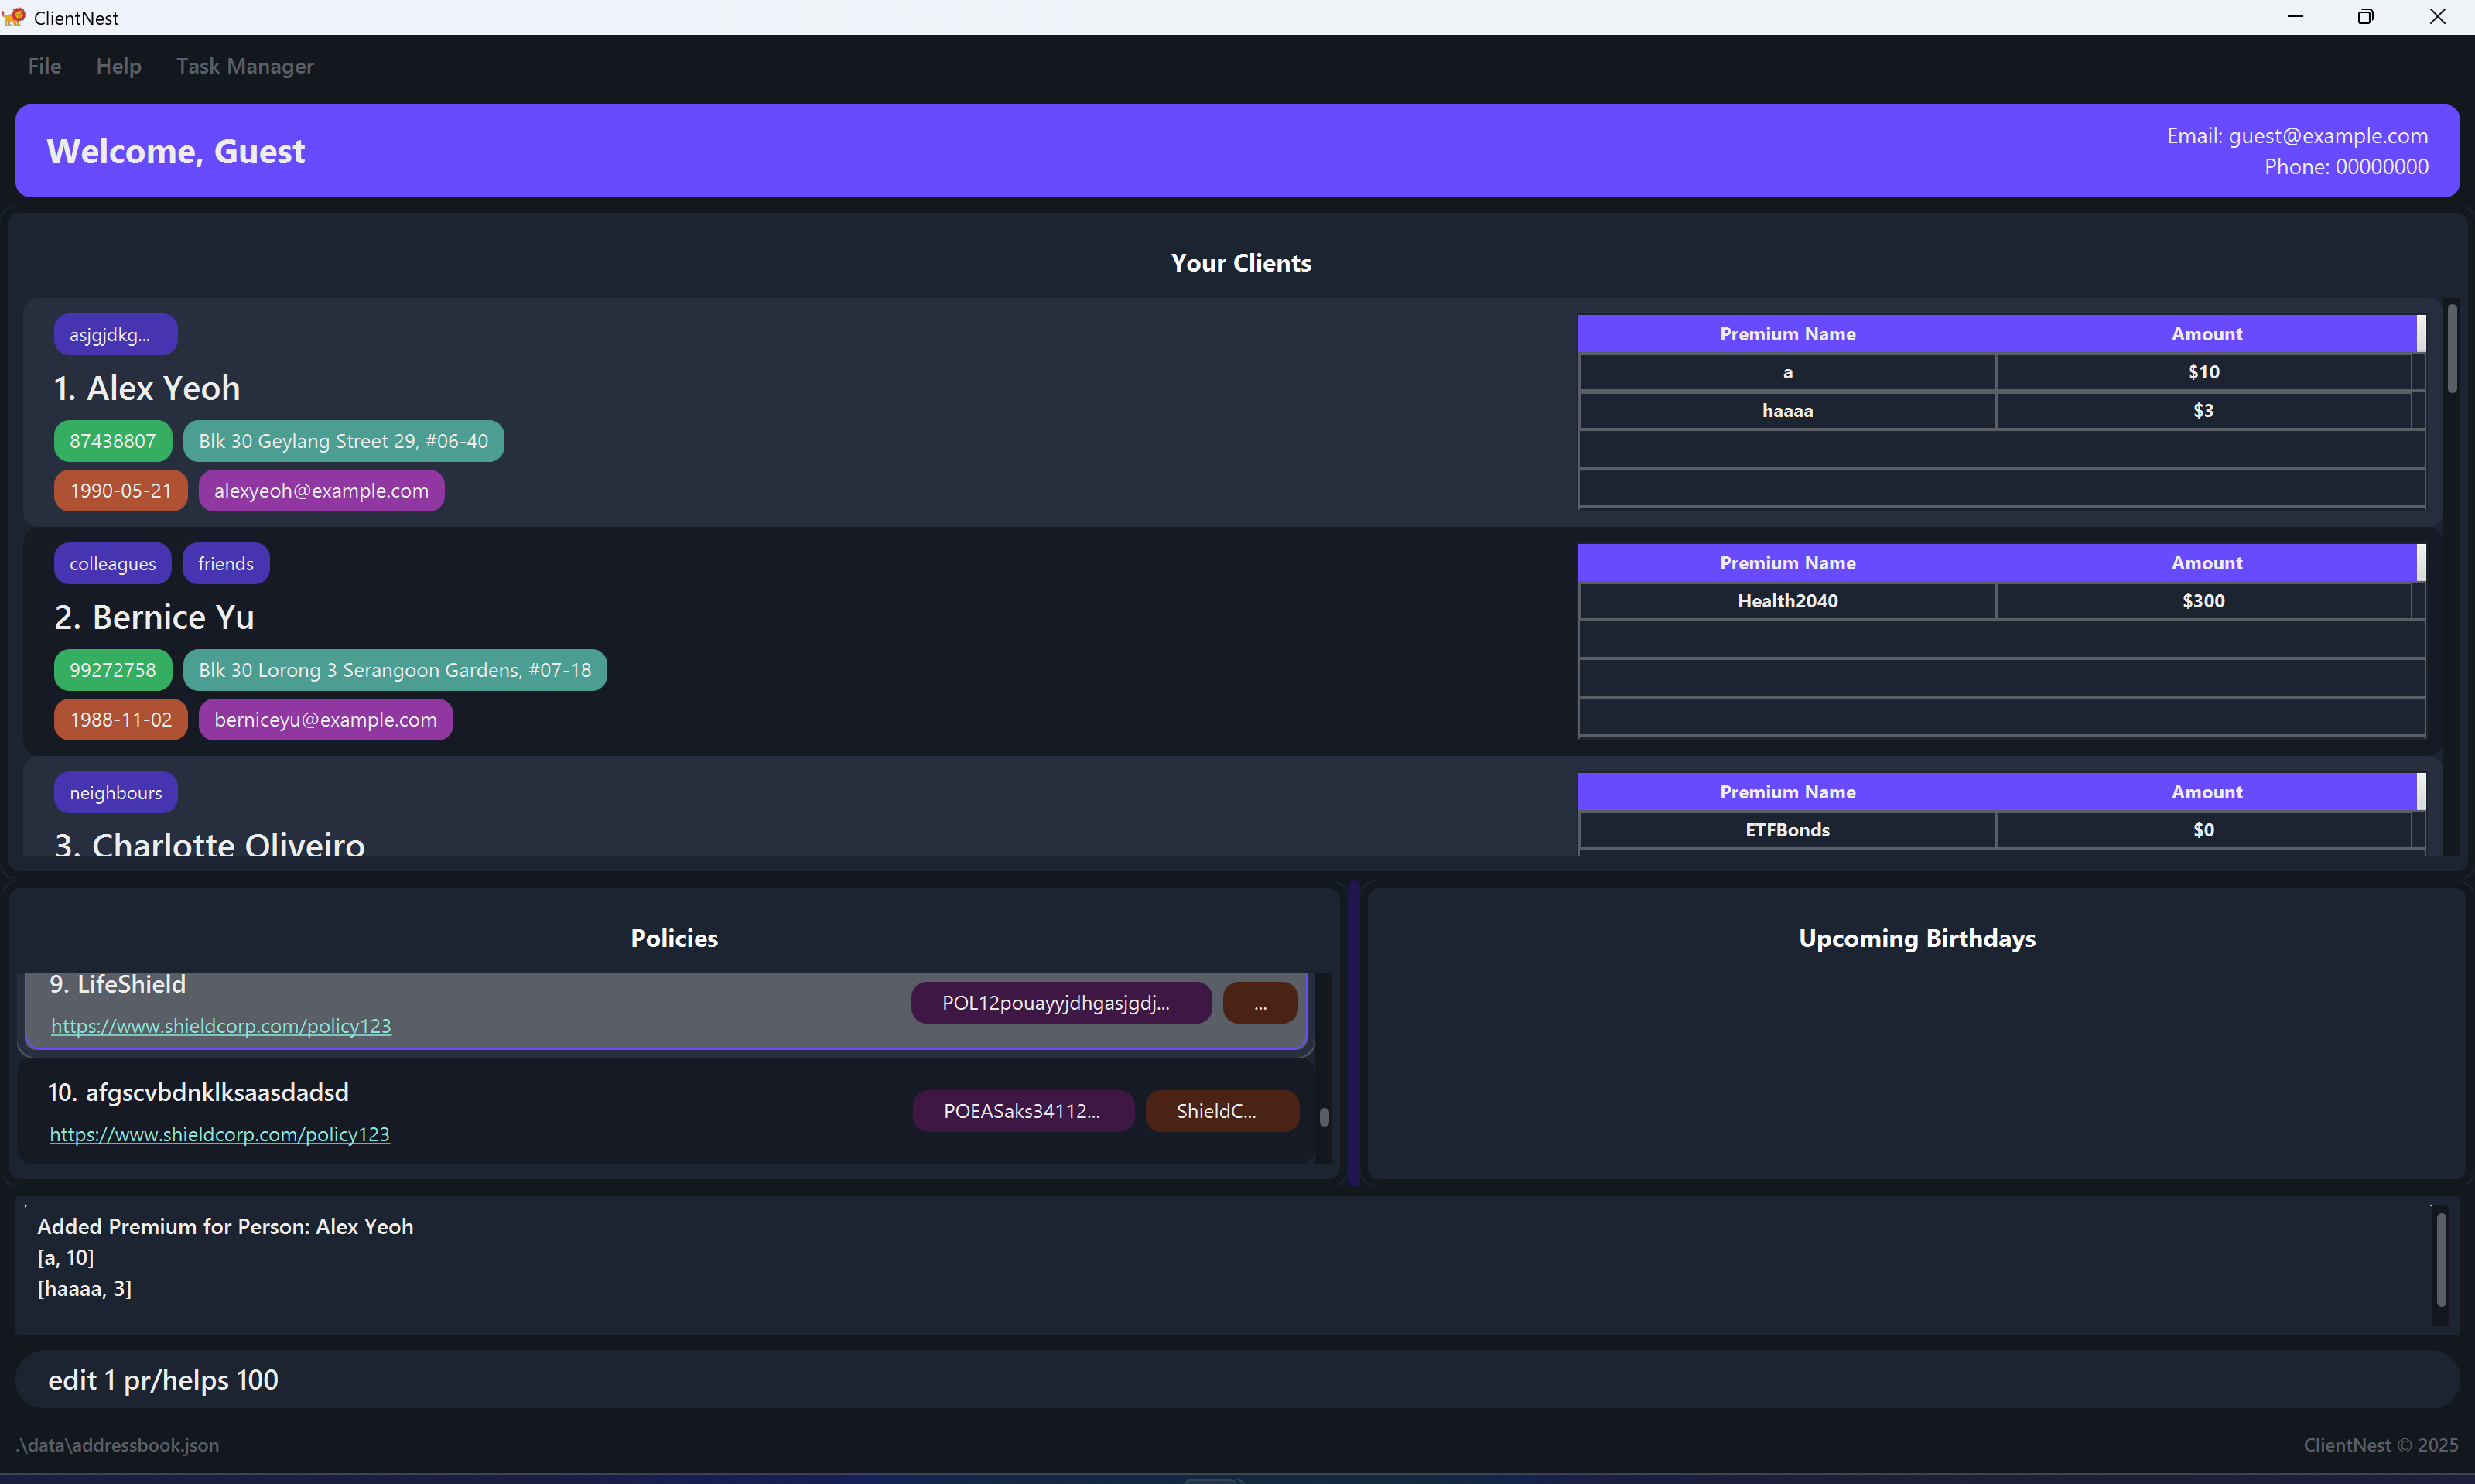 ClientNest
File Help Task Manager
Welcome, Guest
Email: guest@example.com
Phone: 00000000
Your Clients
asjgjdkg...
1. Alex Yeoh
87438807 Blk 30 Geylang Street 29, #06-40
1990-05-21 alexyeoh@example.com
Premium Name Amount
a $10
haaaa $3
colleagues friends
2. Bernice Yu
99272758 Blk 30 Lorong 3 Serangoon Gardens, #07-18
1988-11-02 berniceyu@example.com
Premium Name Amount
Health2040 $300
neighbours
3. Charlotte Oliveiro
Premium Name Amount
ETFBonds $0
Policies
9. LifeShield
https://www.shieldcorp.com/policy123
POL12pouayyjdhgasjgdj... ...
10. afgscvbdnklksaasdadsd
https://www.shieldcorp.com/policy123
POEASaks34112... ShieldC...
Upcoming Birthdays
Added Premium for Person: Alex Yeoh
[a, 10]
[haaaa, 3]
edit 1 pr/helps 100
.\data\addressbook.json
ClientNest © 2025